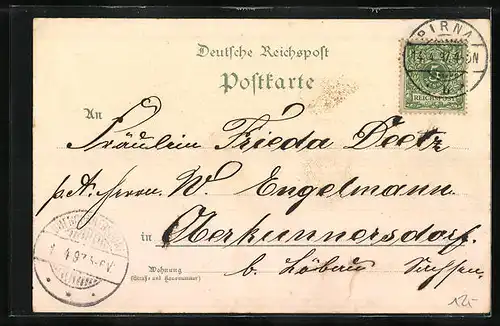 PIRNA
Deutsche Reichspost
Postkarte
REICHSPOST
An
Fräulein Frieda Deetz
p. A. Herrn W. Engelmann
in Oberkunnersdorf
b. Löbau Sachsen.
Wohnung
(Straße und Hausnummer)